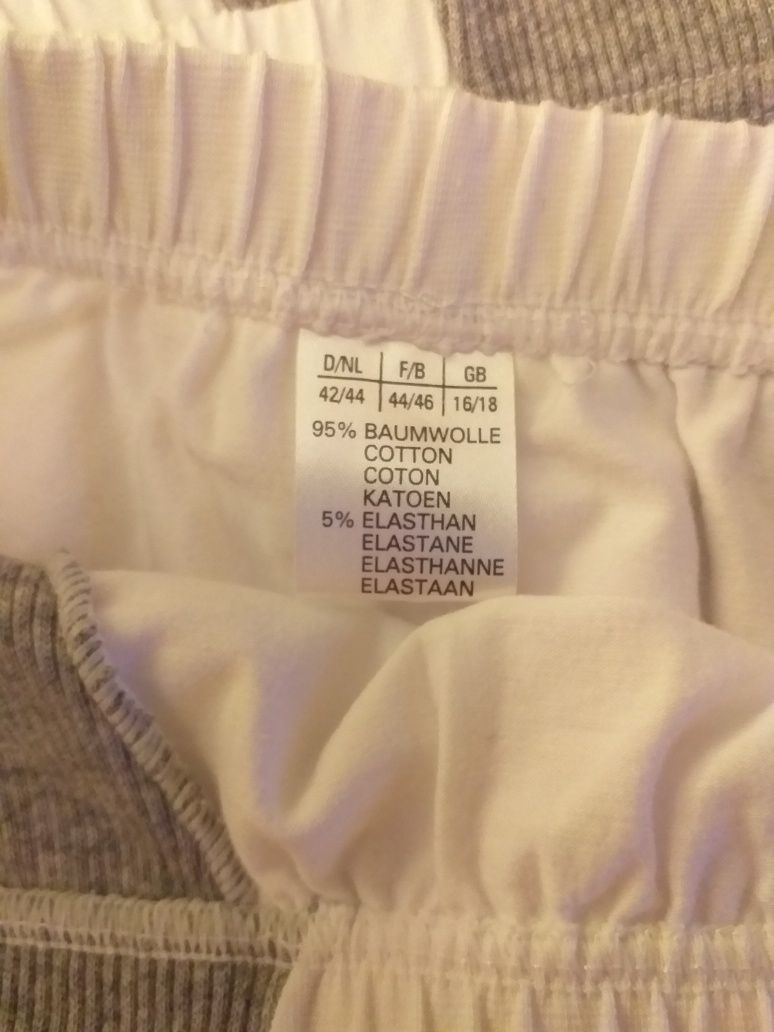 D/NL F/B GB
42/44 44/46 16/18
95% BAUMWOLLE
COTTON
COTON
KATOEN
5% ELASTHAN
ELASTANE
ELASTHANNE
ELASTAAN